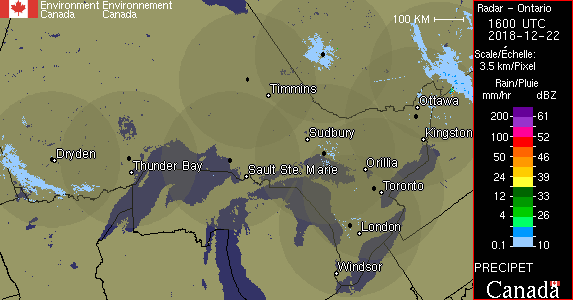 Environment Environnement
Canada Canada
100 KM
Timmins
Ottawa
Sudbury
Kingston
Dryden
Thunder Bay
Sault Ste. Marie
Orillia
Toronto
London
Windsor
Radar - Ontario
1600 UTC
2018-12-22
Scale/Échelle:
3.5 km/Pixel
Rain/Pluie
mm/hr dBZ
200 61
100 52
50 46
24 39
12 33
4 26
0.1 10
PRECIPET
Canada